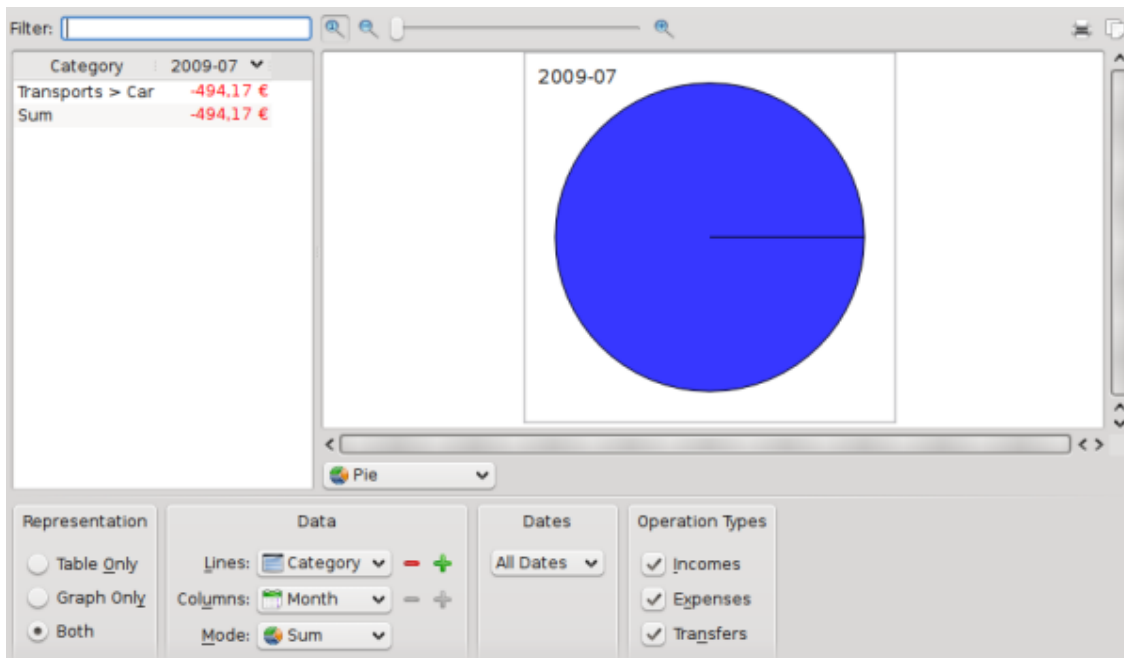 Filter:
Category 2009-07
Transports > Car -494,17 €
Sum -494,17 €
2009-07
Pie
Representation
Table Only
Graph Only
Both
Data
Lines: Category
Columns: Month
Mode: Sum
Dates
All Dates
Operation Types
Incomes
Expenses
Transfers